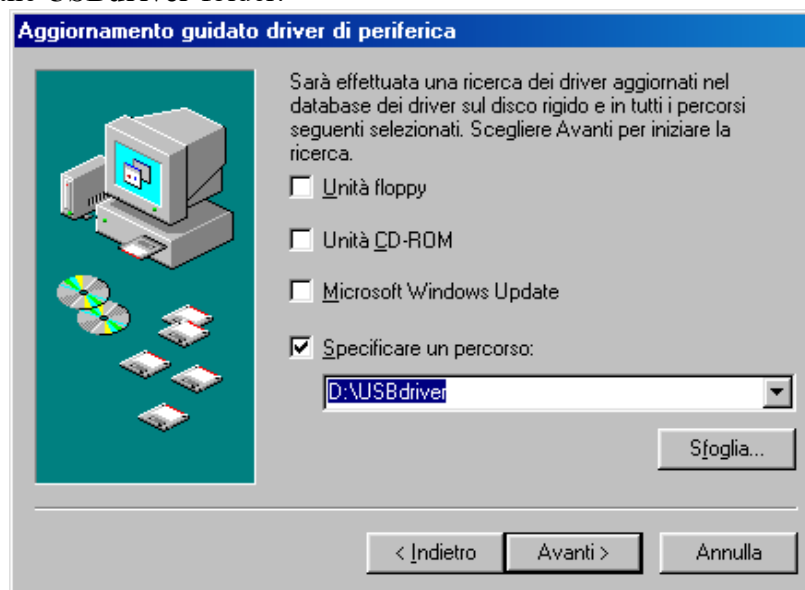 Aggiornamento guidato driver di periferica
Sarà effettuata una ricerca dei driver aggiornati nel
database dei driver sul disco rigido e in tutti i percorsi
seguenti selezionati. Scegliere Avanti per iniziare la
ricerca.
Unità floppy
Unità CD-ROM
Microsoft Windows Update
Specificare un percorso:
D:\USBdriver
Sfoglia...
< Indietro
Avanti >
Annulla